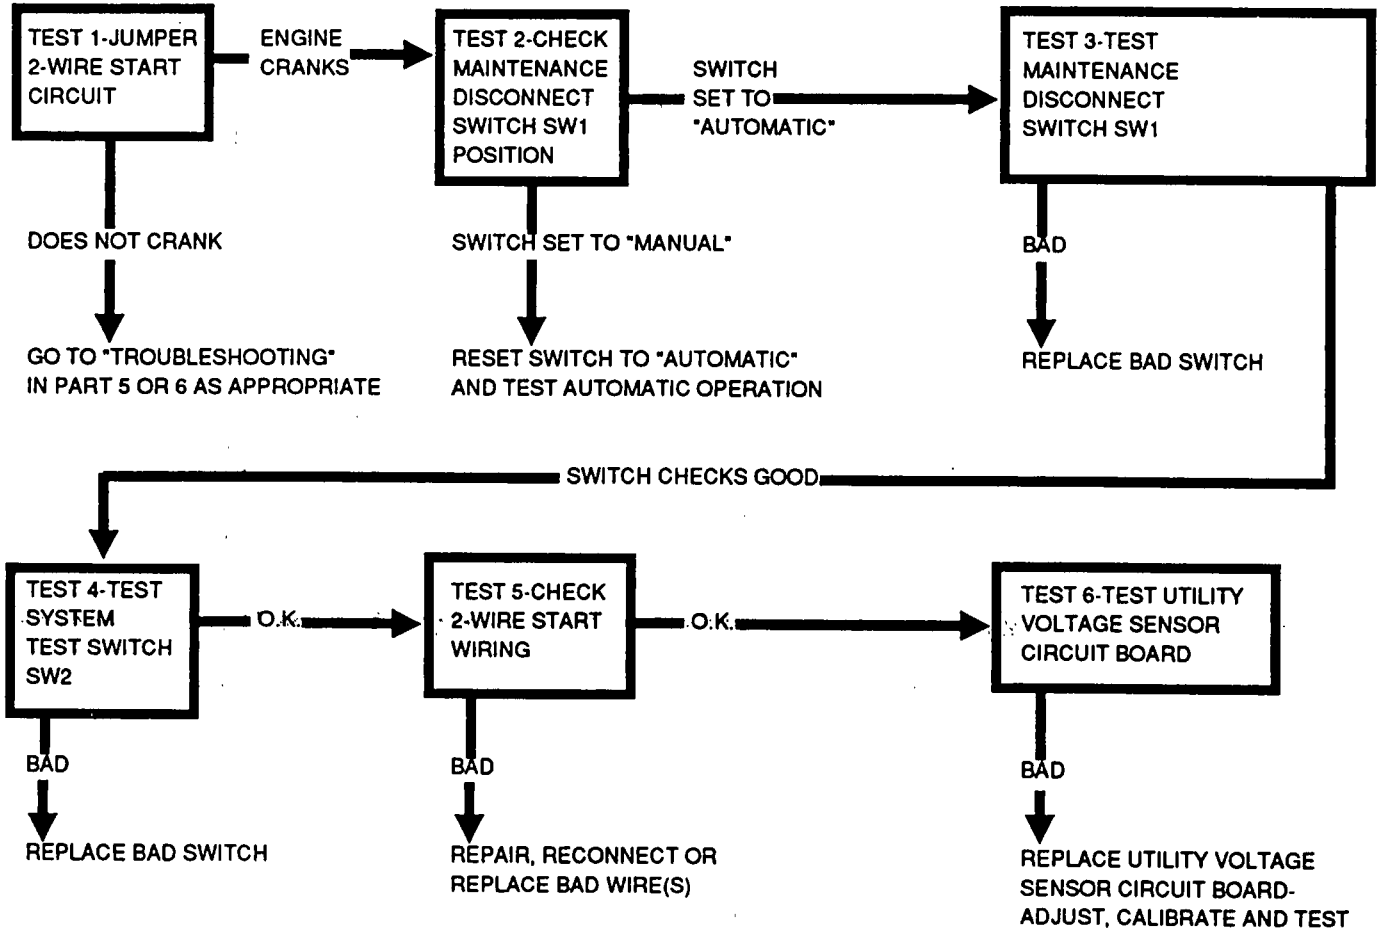 TEST 1-JUMPER
2-WIRE START
CIRCUIT
ENGINE
CRANKS
TEST 2-CHECK
MAINTENANCE
DISCONNECT
SWITCH SW1
POSITION
SWITCH
SET TO
"AUTOMATIC"
TEST 3-TEST
MAINTENANCE
DISCONNECT
SWITCH SW1
DOES NOT CRANK
SWITCH SET TO "MANUAL"
BAD
GO TO "TROUBLESHOOTING"
IN PART 5 OR 6 AS APPROPRIATE
RESET SWITCH TO "AUTOMATIC"
AND TEST AUTOMATIC OPERATION
REPLACE BAD SWITCH
SWITCH CHECKS GOOD
TEST 4-TEST
SYSTEM
TEST SWITCH
SW2
O.K.
TEST 5-CHECK
2-WIRE START
WIRING
O.K.
TEST 6-TEST UTILITY
VOLTAGE SENSOR
CIRCUIT BOARD
BAD
BAD
BAD
REPLACE BAD SWITCH
REPAIR, RECONNECT OR
REPLACE BAD WIRE(S)
REPLACE UTILITY VOLTAGE
SENSOR CIRCUIT BOARD-
ADJUST, CALIBRATE AND TEST